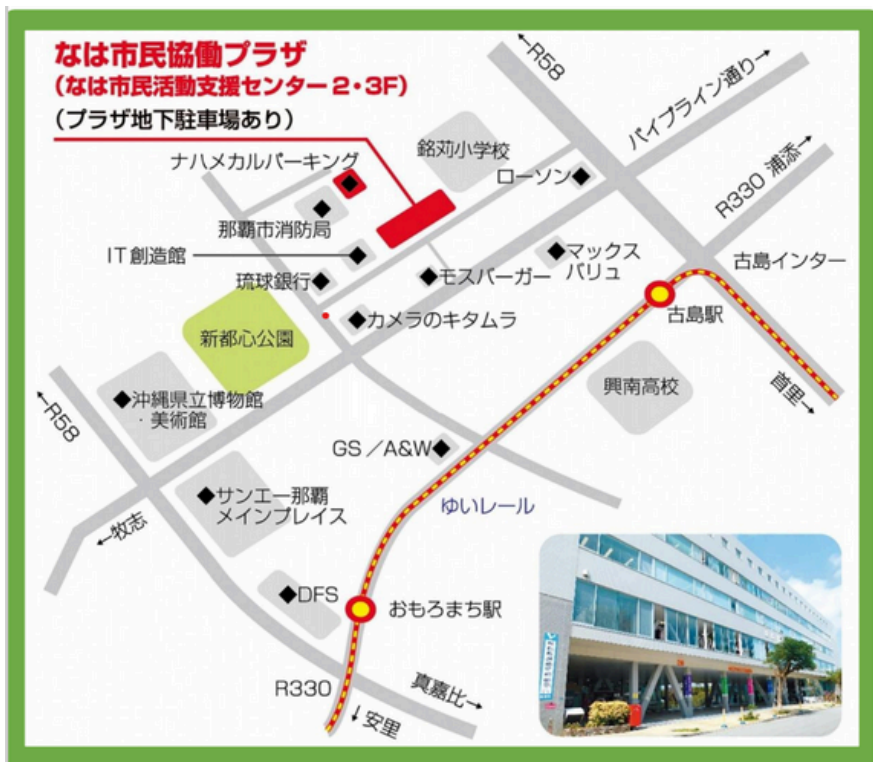 なは市民協働プラザ
(なは市民活動支援センター2・3F)
(プラザ地下駐車場あり)
←R58
パイプライン通り→
R330 浦添→
銘苅小学校
ローソン◆
ナハメカルパーキング
那覇市消防局
IT創造館
琉球銀行◆
◆モスバーガー
マックス
バリュ
古島インター
古島駅
◆カメラのキタムラ
新都心公園
興南高校
首里→
←R58
◆沖縄県立博物館
・美術館
GS/A&W◆
ゆいレール
◆サンエー那覇
メインプレイス
←牧志
◆DFS
おもろまち駅
R330
真嘉比→
↓安里